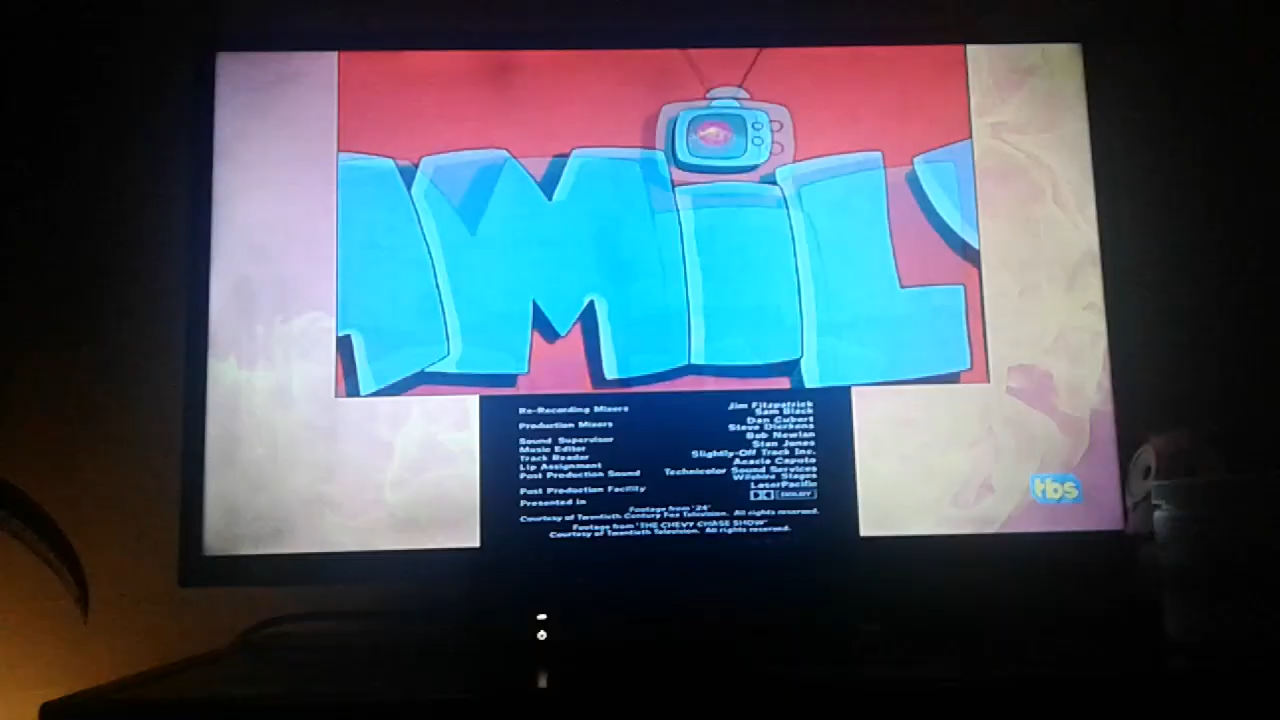 AMiLY
Re-Recording Mixers Jim Fitzpatrick
Sam Black
Production Mixers Dan Cubert
Steve Dierkens
Sound Supervisor Bob Newlan
Music Editor Stan Jones
Track Reader Slightly-Off Track Inc.
Lip Assignment Acacia Caputo
Post Production Sound Technicolor Sound Services
Wilshire Stages
Post Production Facility LaserPacific
Presented in DOLBY
Footage from "24"
Courtesy of Twentieth Century Fox Television. All rights reserved.
Footage from "THE CHEVY CHASE SHOW"
Courtesy of Twentieth Television. All rights reserved.
tbs